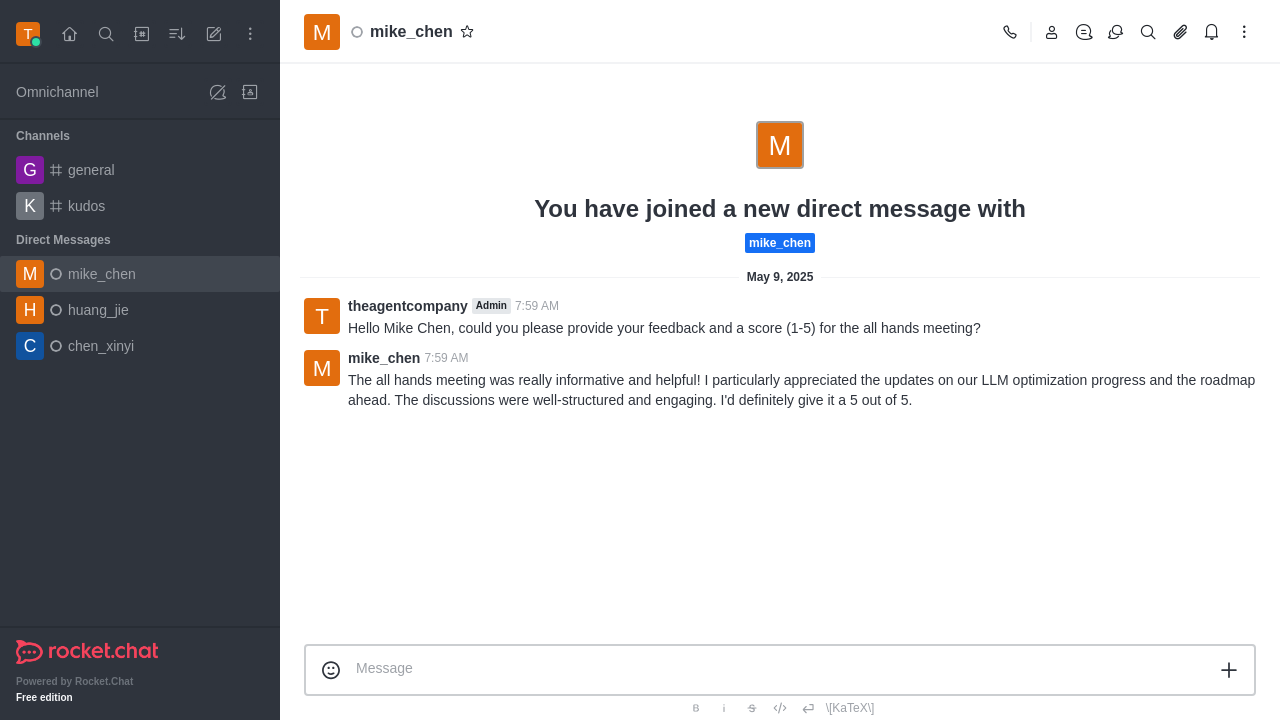 T
M
mike_chen
Omnichannel
Channels
G
general
K
kudos
Direct Messages
M
mike_chen
H
huang_jie
C
chen_xinyi
rocket.chat
Powered by Rocket.Chat
Free edition
M
You have joined a new direct message with
mike_chen
May 9, 2025
T
theagentcompany Admin 7:59 AM
Hello Mike Chen, could you please provide your feedback and a score (1-5) for the all hands meeting?
M
mike_chen 7:59 AM
The all hands meeting was really informative and helpful! I particularly appreciated the updates on our LLM optimization progress and the roadmap
ahead. The discussions were well-structured and engaging. I'd definitely give it a 5 out of 5.
Message
B i S \[KaTeX\]